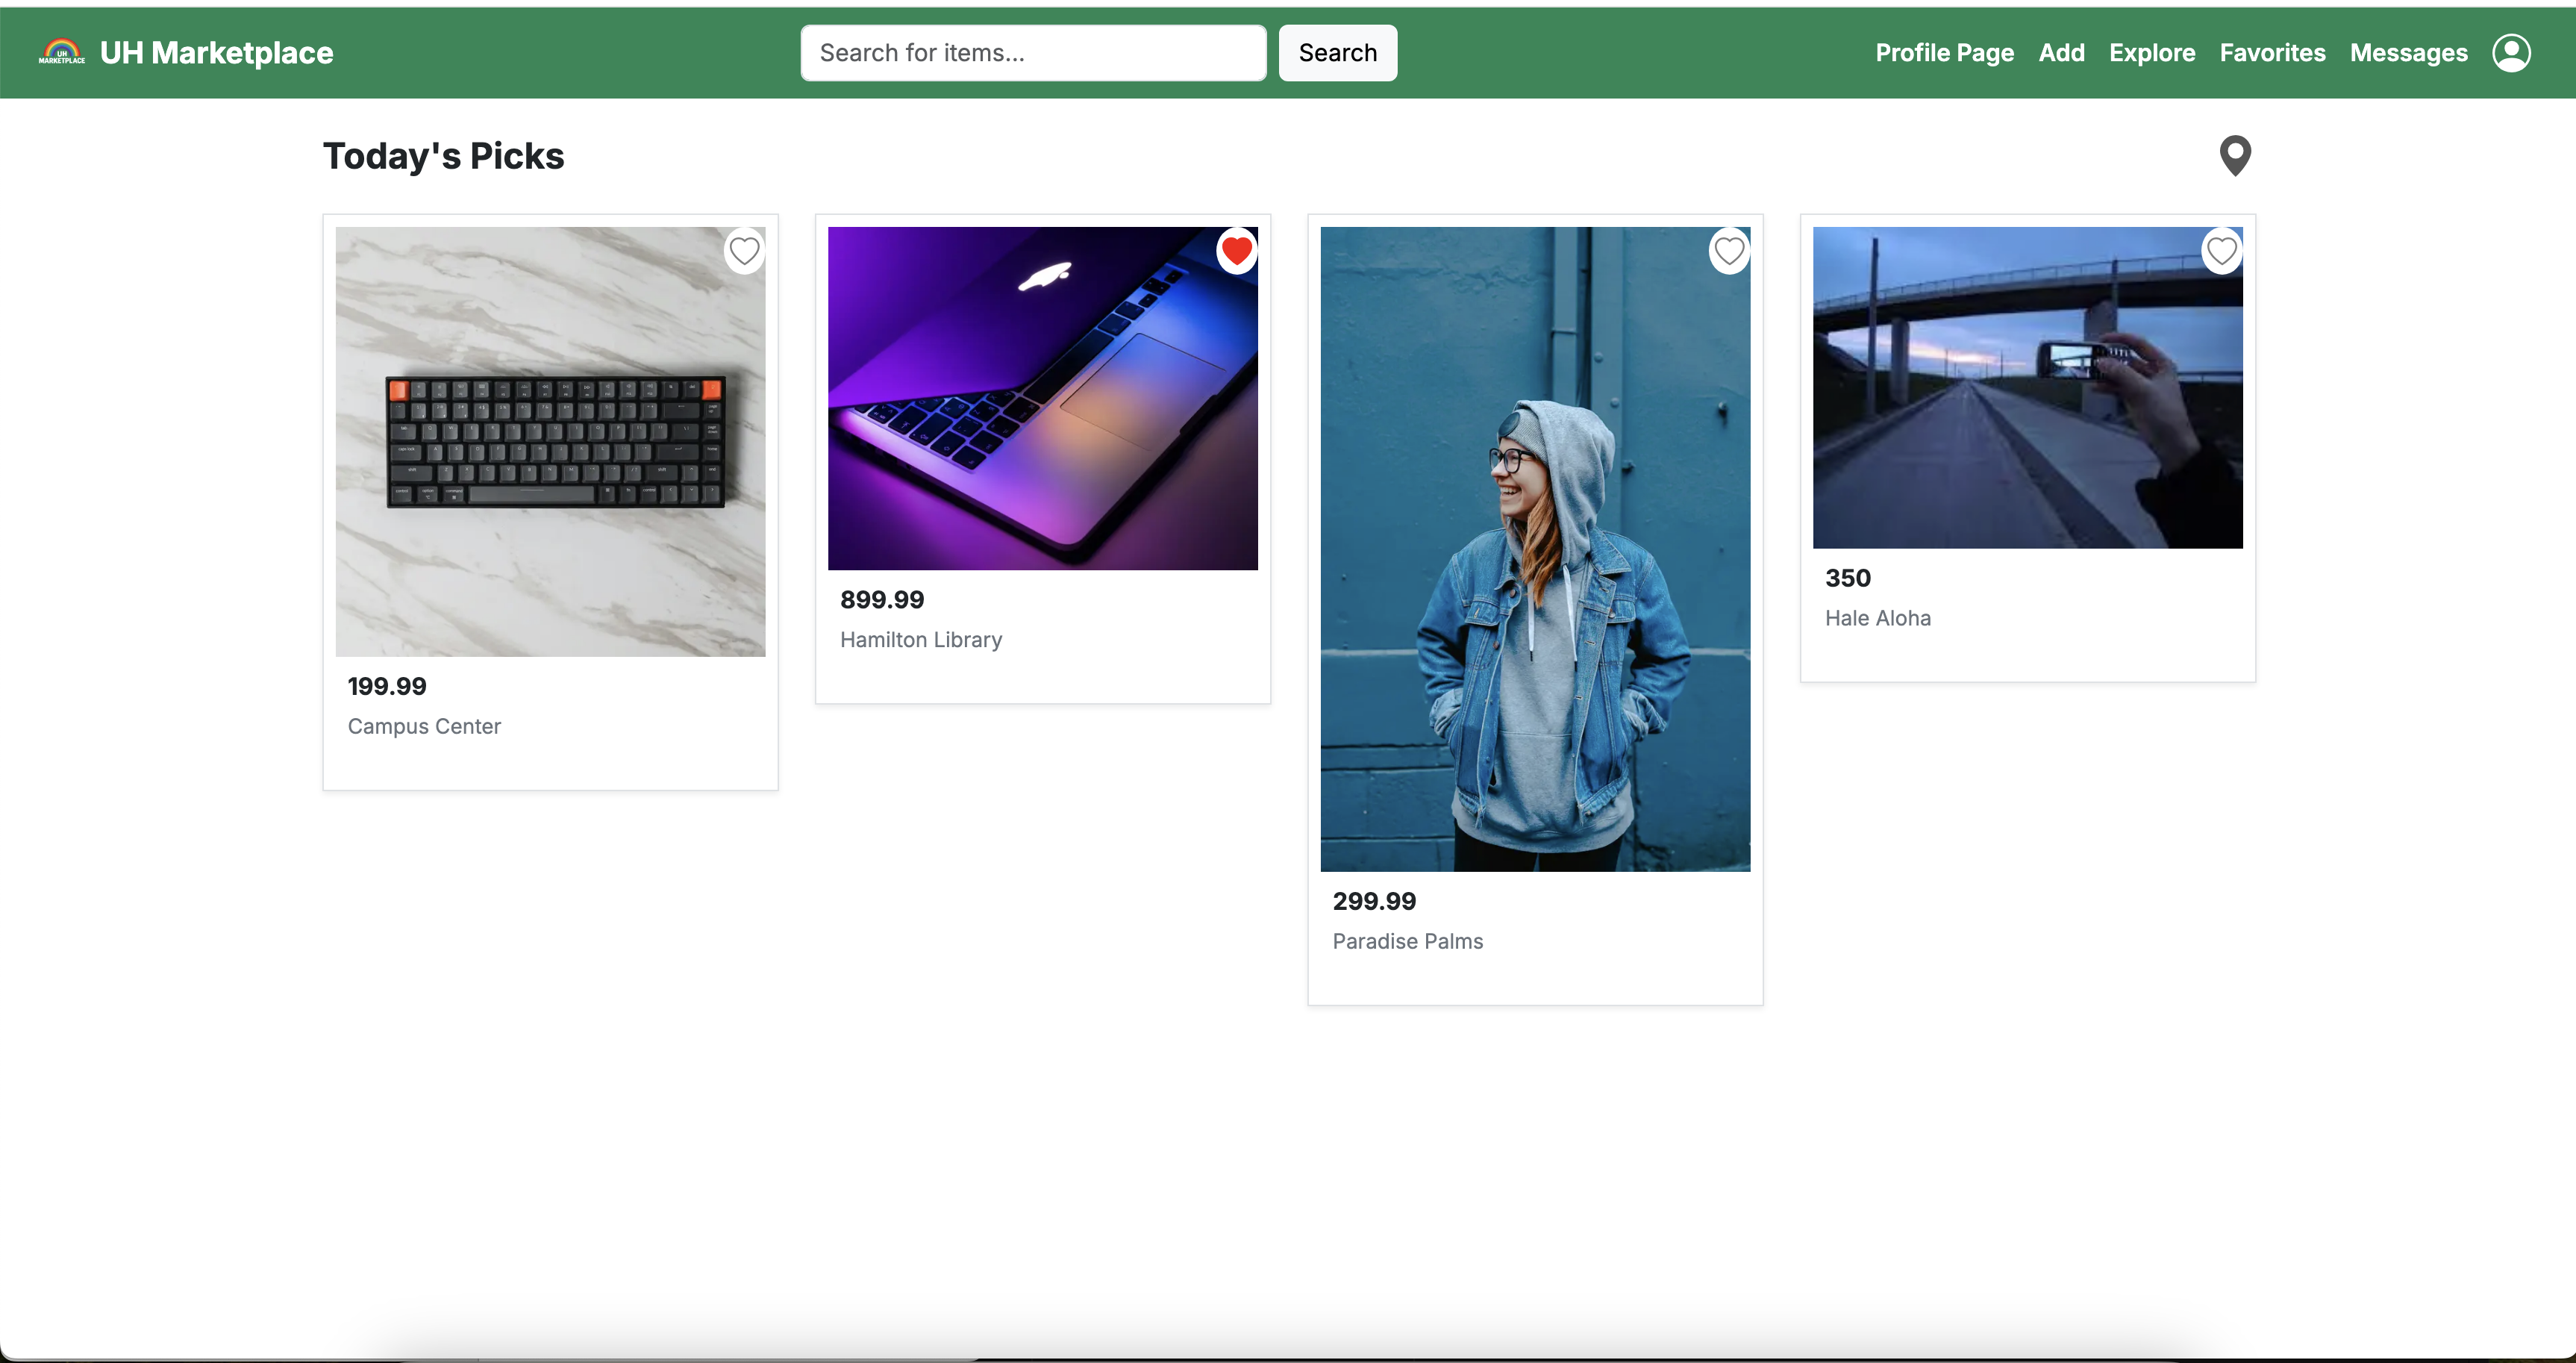 UH
MARKETPLACE
UH Marketplace
Search for items...
Search
Profile Page
Add
Explore
Favorites
Messages
Today's Picks
199.99
Campus Center
899.99
Hamilton Library
299.99
Paradise Palms
350
Hale Aloha